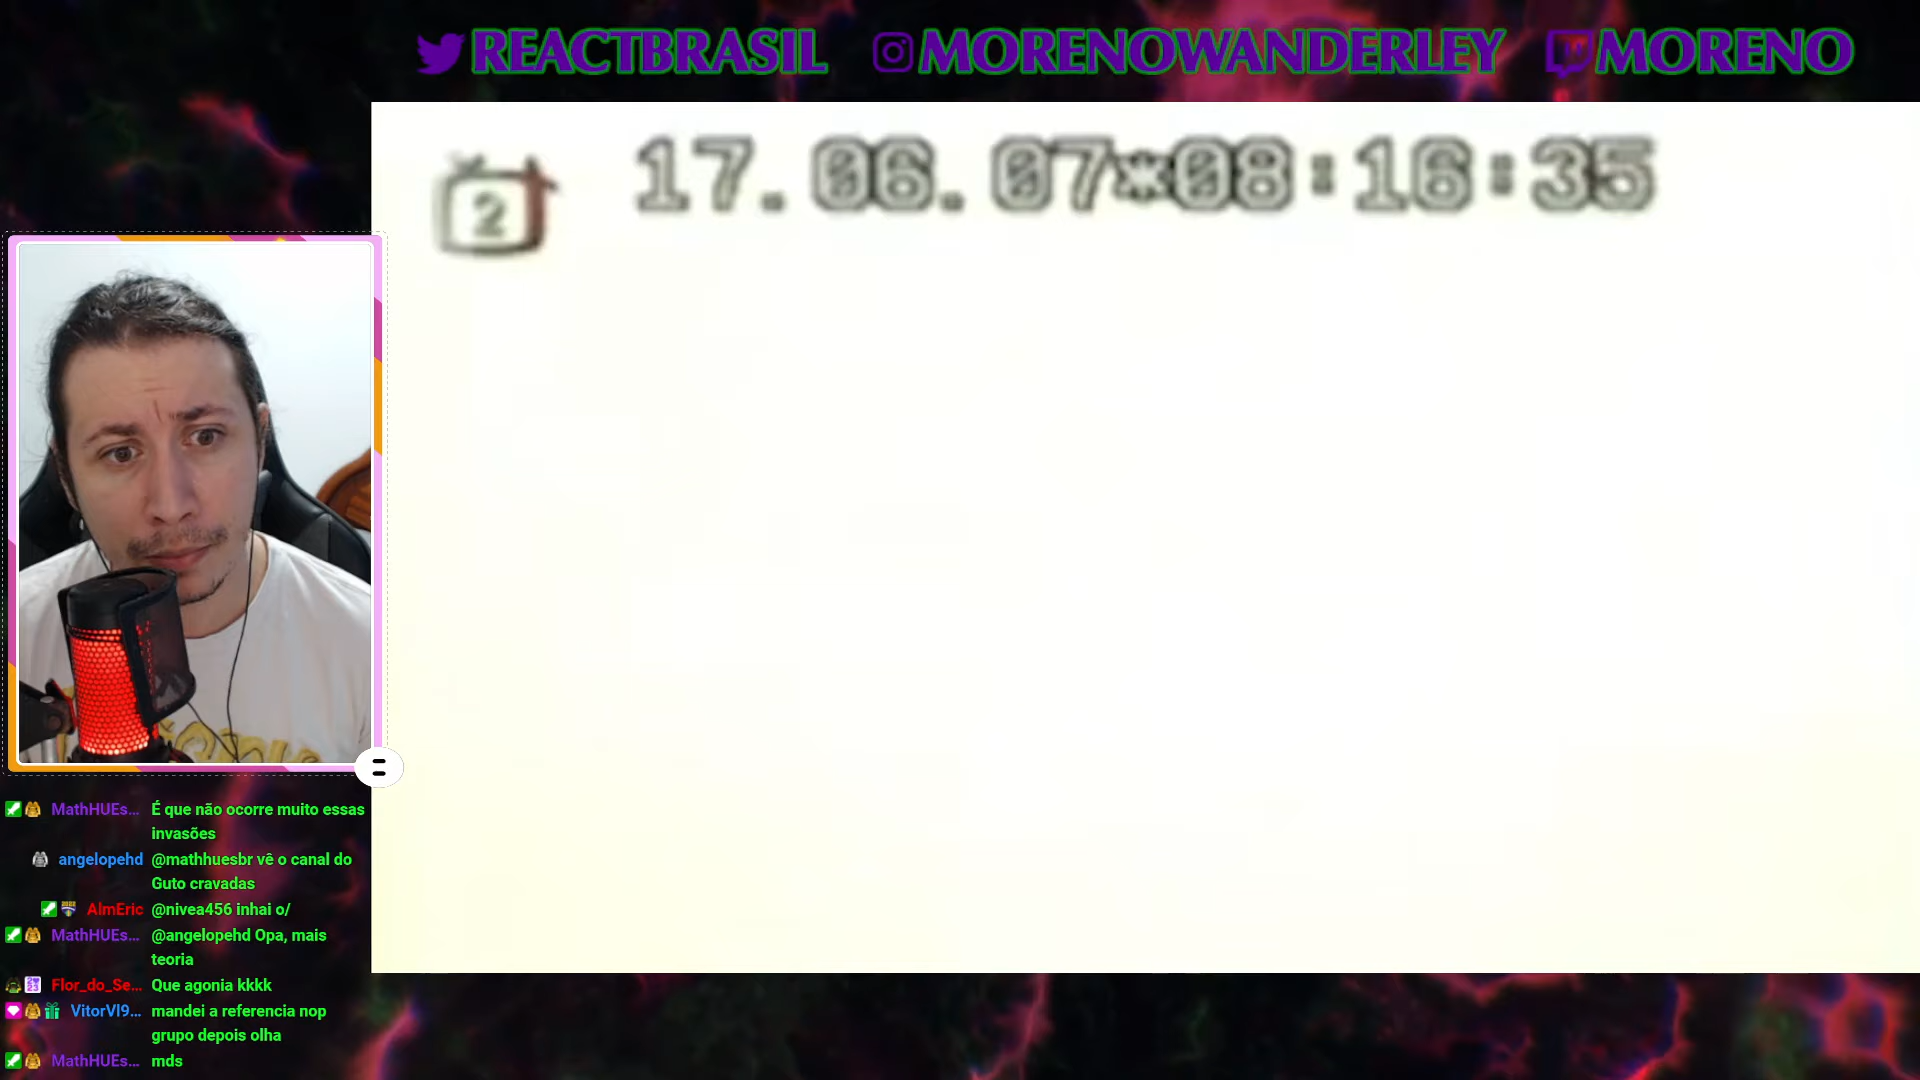 REACTBRASIL MORENOWANDERLEY MORENO
2 17.06.07*08:16:35
MathHUEs... É que não ocorre muito essas
invasões
angelopehd @mathhuesbr vê o canal do
Guto cravadas
AlmEric @nivea456 inhai o/
MathHUEs... @angelopehd Opa, mais
teoria
Flor_do_Se... Que agonia kkkk
VitorVl9... mandei a referencia nop
grupo depois olha
MathHUEs... mds